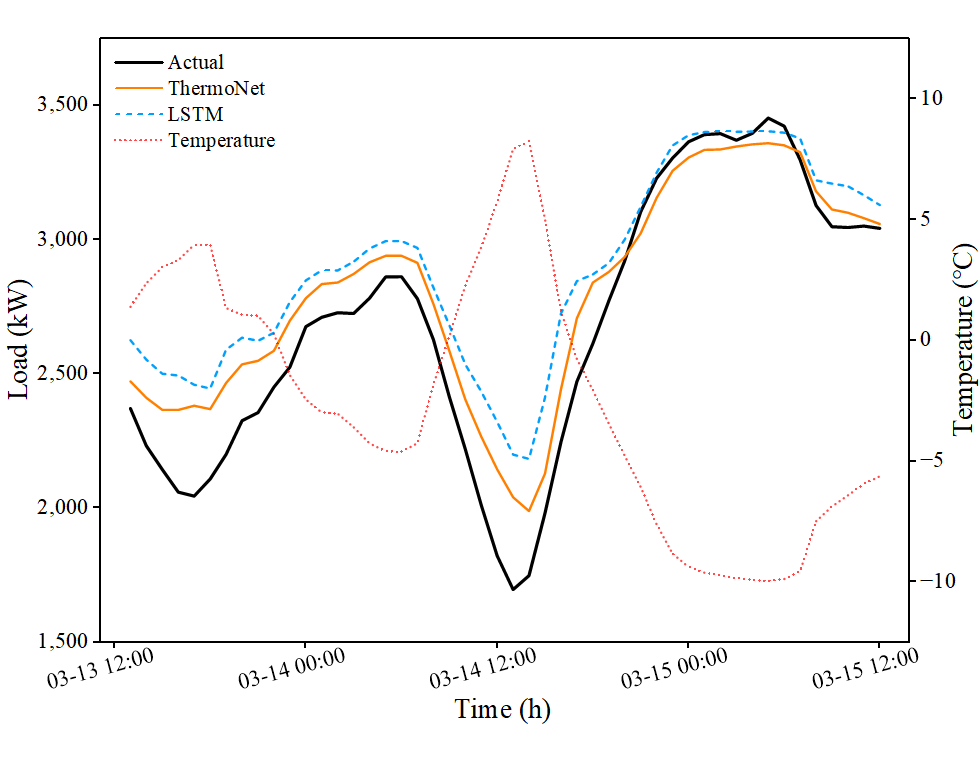 Actual
ThermoNet
LSTM
Temperature
3,500
3,000
2,500
2,000
1,500
Load (kW)
10
5
0
−5
−10
Temperature (°C)
03-13 12:00
03-14 00:00
03-14 12:00
03-15 00:00
03-15 12:00
Time (h)